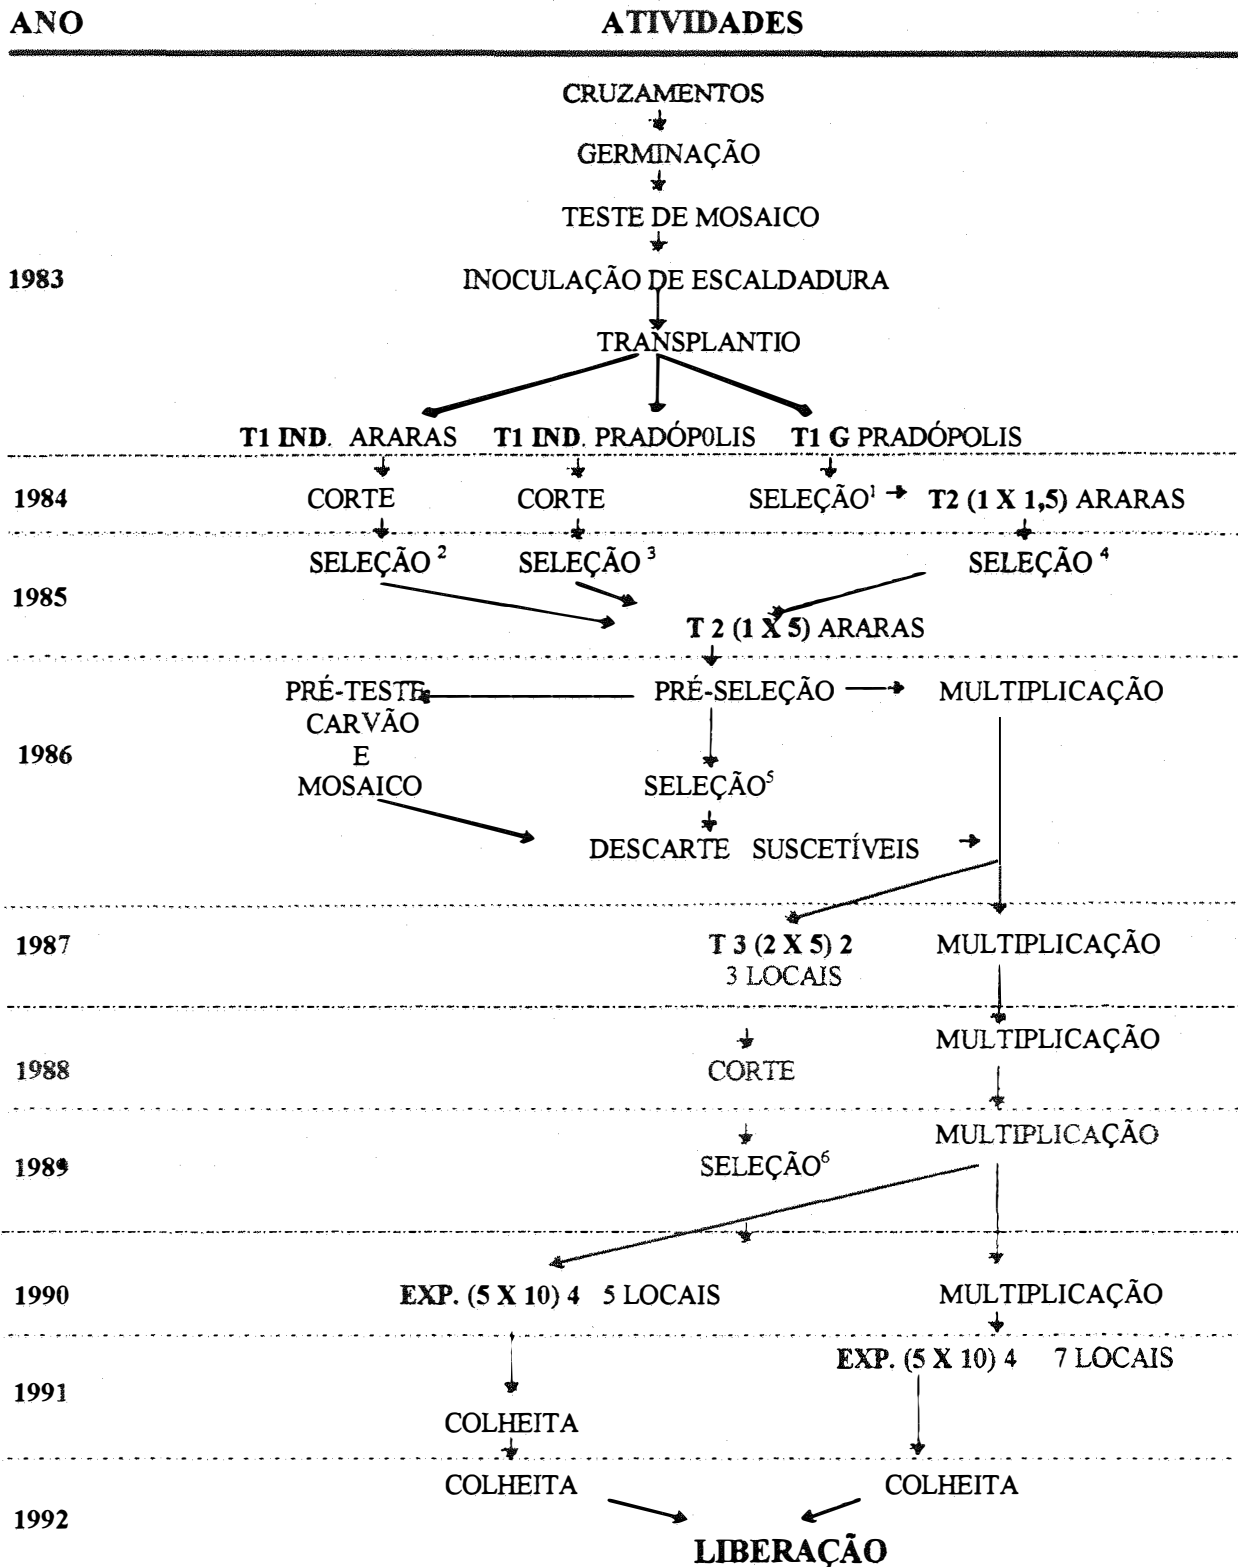 ANO ATIVIDADES
CRUZAMENTOS
GERMINAÇÃO
TESTE DE MOSAICO
1983 INOCULAÇÃO DE ESCALDADURA
TRANSPLANTIO
T1 IND. ARARAS T1 IND. PRADÓPOLIS T1 G PRADÓPOLIS
1984 CORTE CORTE SELEÇÃO¹ T2 (1 X 1,5) ARARAS
SELEÇÃO ² SELEÇÃO ³ SELEÇÃO ⁴
1985
T 2 (1 X 5) ARARAS
PRÉ-TESTE PRÉ-SELEÇÃO MULTIPLICAÇÃO
CARVÃO
1986 E
MOSAICO SELEÇÃO⁵
DESCARTE SUSCETÍVEIS
1987 T 3 (2 X 5) 2 MULTIPLICAÇÃO
3 LOCAIS
MULTIPLICAÇÃO
1988 CORTE
MULTIPLICAÇÃO
1989 SELEÇÃO⁶
1990 EXP. (5 X 10) 4 5 LOCAIS MULTIPLICAÇÃO
EXP. (5 X 10) 4 7 LOCAIS
1991
COLHEITA
COLHEITA COLHEITA
1992
LIBERAÇÃO